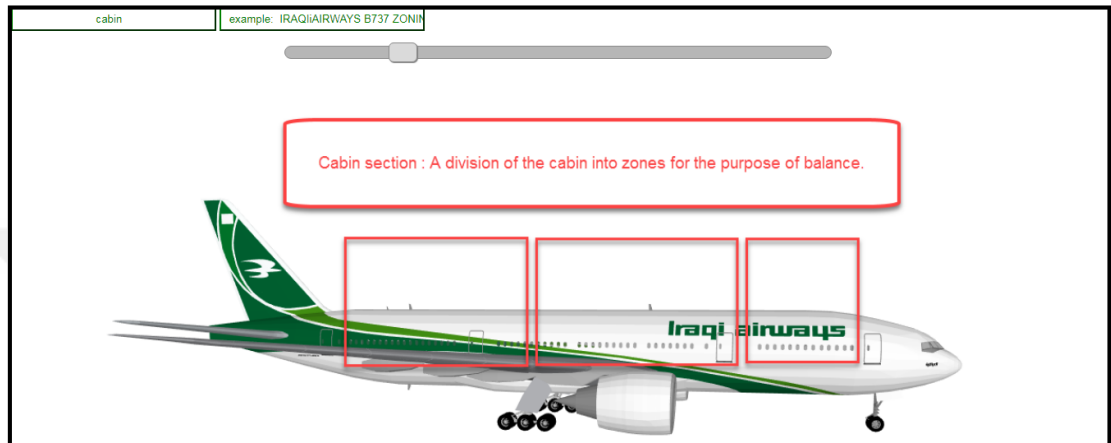 cabin
example: IRAQIiAIRWAYS B737 ZONIN
Cabin section : A division of the cabin into zones for the purpose of balance.
Iraqi airways